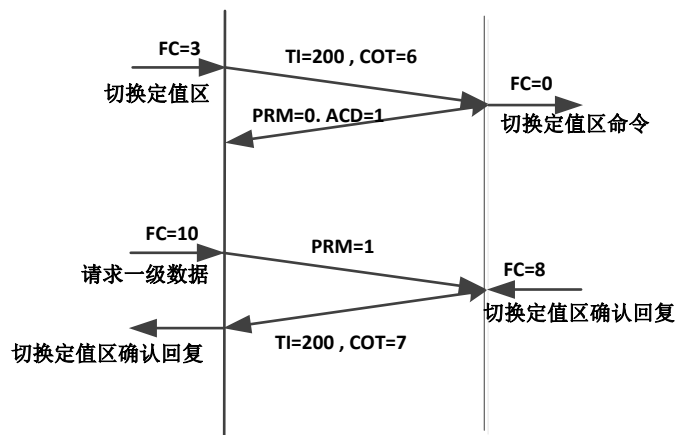 FC=3
TI=200 , COT=6
切换定值区
FC=0
PRM=0. ACD=1
切换定值区命令
FC=10
PRM=1
请求一级数据
FC=8
切换定值区确认回复
切换定值区确认回复
TI=200 , COT=7